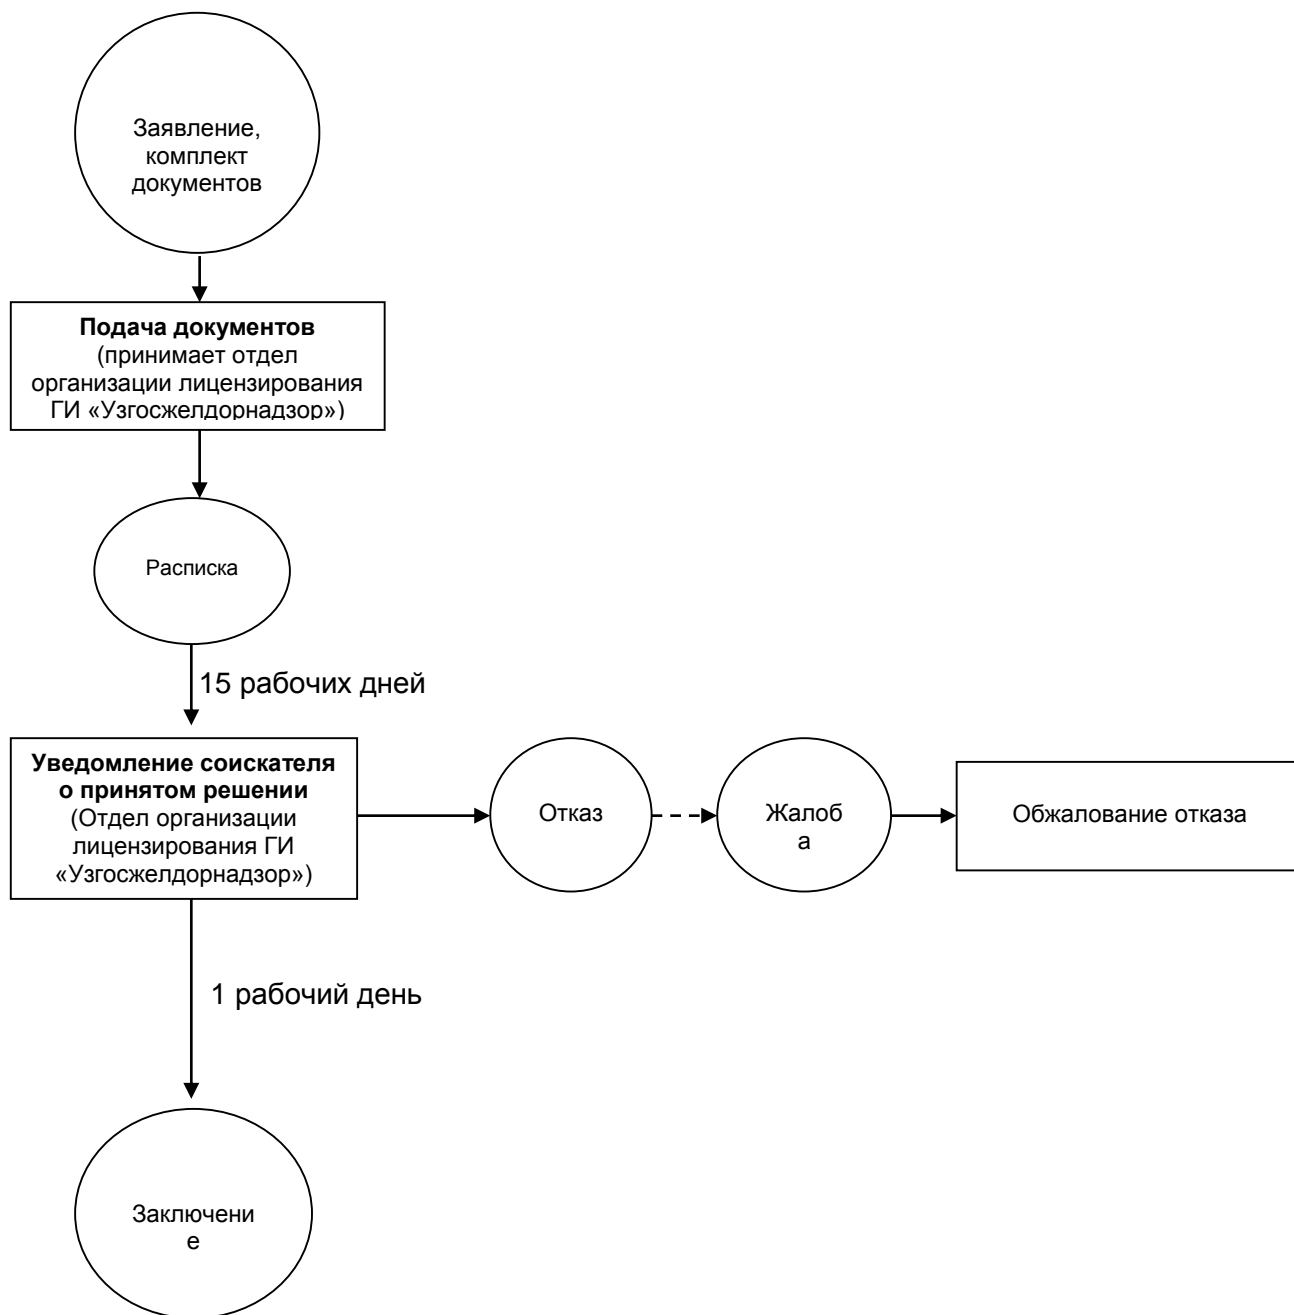 Заявление,
комплект
документов
Подача документов
(принимает отдел
организации лицензирования
ГИ «Узгосжелдорнадзор»)
Расписка
15 рабочих дней
Уведомление соискателя
о принятом решении
(Отдел организации
лицензирования ГИ
«Узгосжелдорнадзор»)
Отказ
Жалоб
а
Обжалование отказа
1 рабочий день
Заключени
е